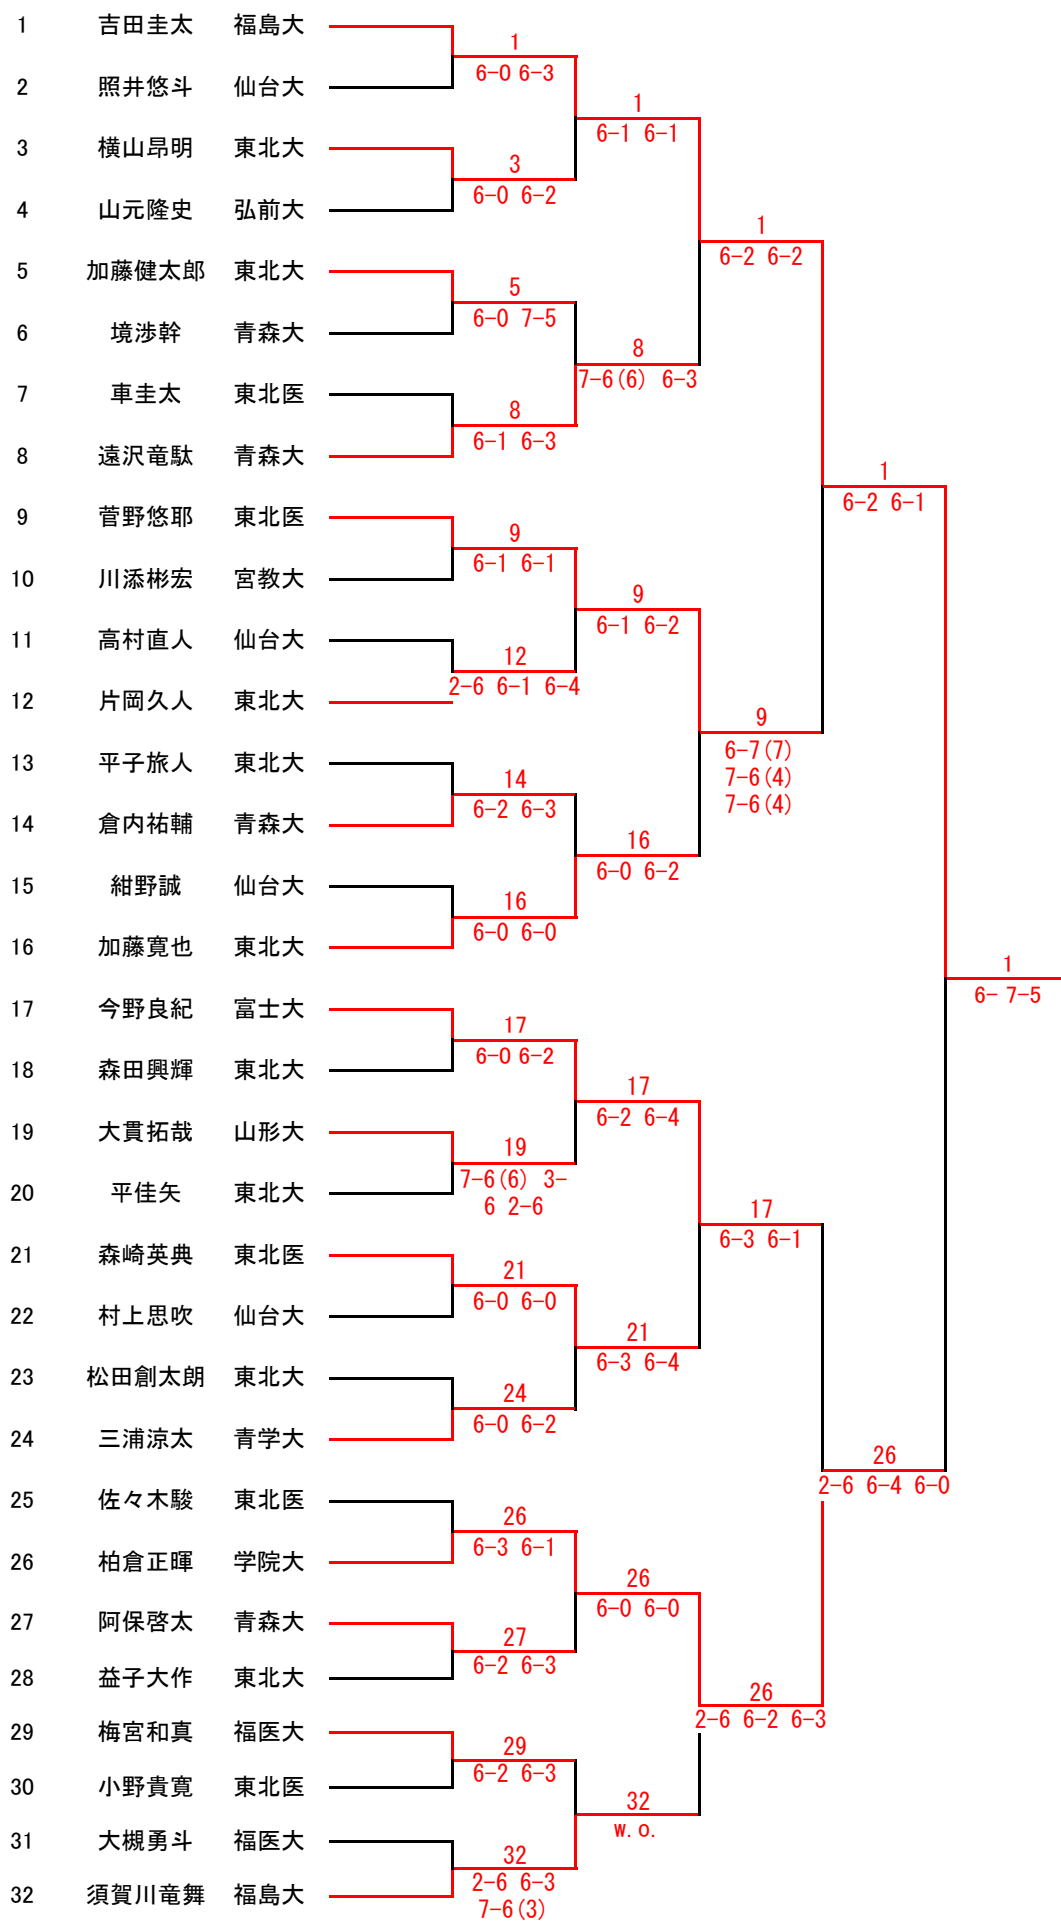 1 吉田圭太 福島大
1
6-0 6-3
2 照井悠斗 仙台大
1
6-1 6-1
3 横山昂明 東北大
3
6-0 6-2
4 山元隆史 弘前大
1
6-2 6-2
5 加藤健太郎 東北大
5
6-0 7-5
6 境渉幹 青森大
8
7-6(6) 6-3
7 車圭太 東北医
8
6-1 6-3
8 遠沢竜駄 青森大
1
6-2 6-1
9 菅野悠耶 東北医
9
6-1 6-1
10 川添彬宏 宮教大
9
6-1 6-2
11 高村直人 仙台大
12
2-6 6-1 6-4
12 片岡久人 東北大
9
6-7(7)
7-6(4)
7-6(4)
13 平子旅人 東北大
14
6-2 6-3
14 倉内祐輔 青森大
16
6-0 6-2
15 紺野誠 仙台大
16
6-0 6-0
16 加藤寛也 東北大
1
6- 7-5
17 今野良紀 富士大
17
6-0 6-2
18 森田興輝 東北大
17
6-2 6-4
19 大貫拓哉 山形大
19
7-6(6) 3-
6 2-6
20 平佳矢 東北大
17
6-3 6-1
21 森崎英典 東北医
21
6-0 6-0
22 村上思吹 仙台大
21
6-3 6-4
23 松田創太朗 東北大
24
6-0 6-2
24 三浦涼太 青学大
26
2-6 6-4 6-0
25 佐々木駿 東北医
26
6-3 6-1
26 柏倉正暉 学院大
26
6-0 6-0
27 阿保啓太 青森大
27
6-2 6-3
28 益子大作 東北大
26
2-6 6-2 6-3
29 梅宮和真 福医大
29
6-2 6-3
30 小野貴寛 東北医
32
w.o.
31 大槻勇斗 福医大
32
2-6 6-3
7-6(3)
32 須賀川竜舞 福島大